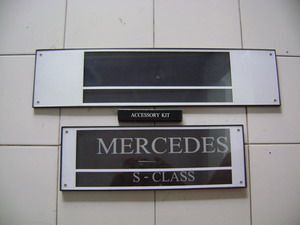 ACCESSORY KIT
MERCEDES
S - CLASS